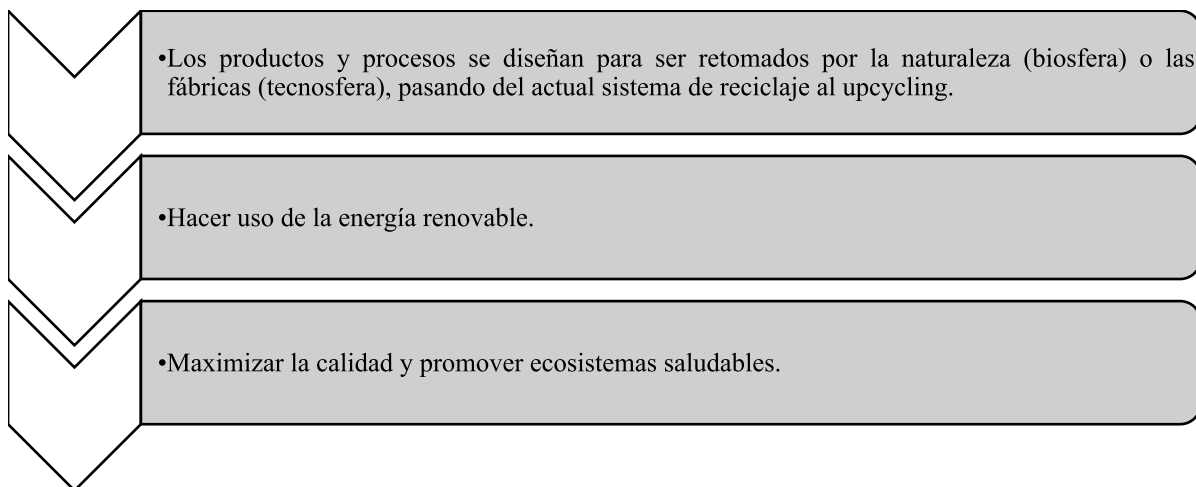 •Los productos y procesos se diseñan para ser retomados por la naturaleza (biosfera) o las
fábricas (tecnosfera), pasando del actual sistema de reciclaje al upcycling.
•Hacer uso de la energía renovable.
•Maximizar la calidad y promover ecosistemas saludables.